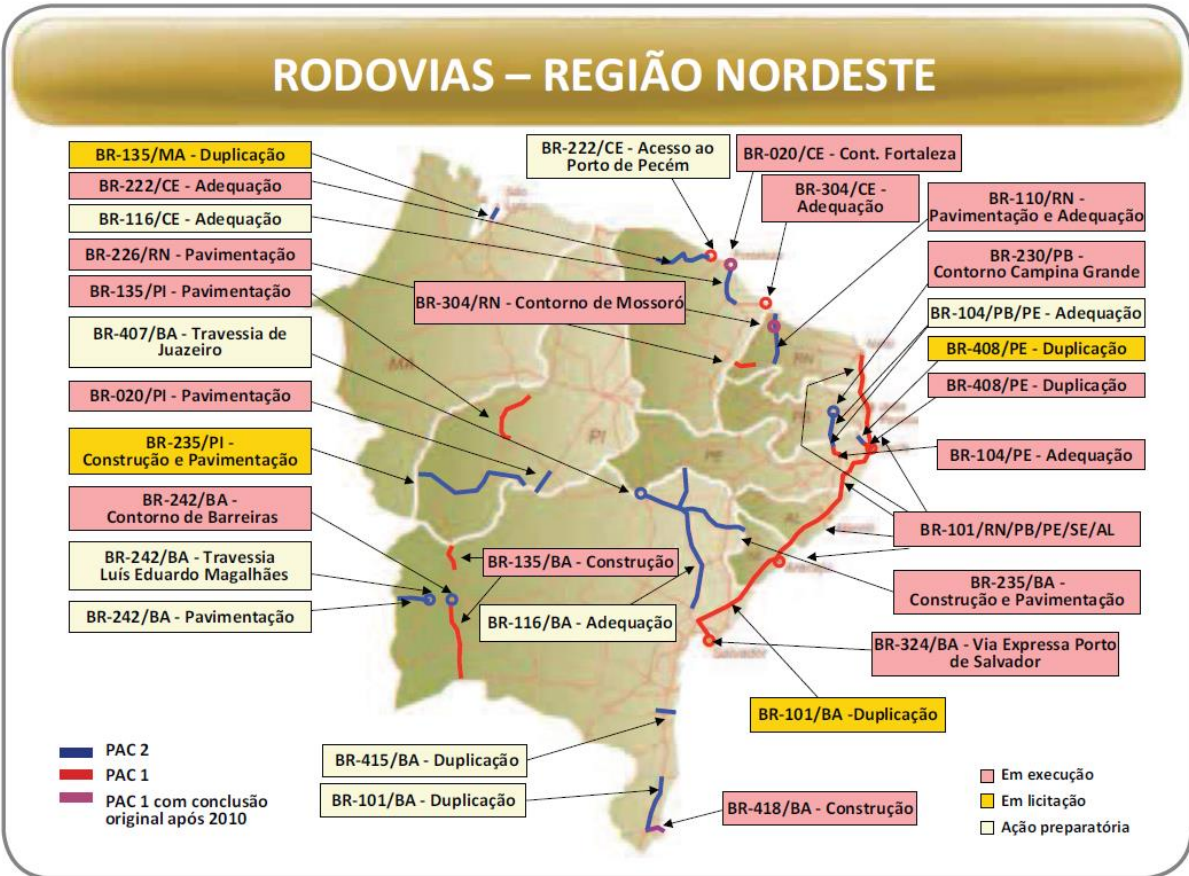 RODOVIAS – REGIÃO NORDESTE
BR-135/MA - Duplicação
BR-222/CE - Adequação
BR-116/CE - Adequação
BR-226/RN - Pavimentação
BR-135/PI - Pavimentação
BR-407/BA - Travessia de
Juazeiro
BR-020/PI - Pavimentação
BR-235/PI -
Construção e Pavimentação
BR-242/BA -
Contorno de Barreiras
BR-242/BA - Travessia
Luís Eduardo Magalhães
BR-242/BA - Pavimentação
BR-222/CE - Acesso ao
Porto de Pecém
BR-020/CE - Cont. Fortaleza
BR-304/CE -
Adequação
BR-110/RN -
Pavimentação e Adequação
BR-304/RN - Contorno de Mossoró
BR-230/PB -
Contorno Campina Grande
BR-104/PB/PE - Adequação
BR-408/PE - Duplicação
BR-408/PE - Duplicação
BR-104/PE - Adequação
BR-101/RN/PB/PE/SE/AL
BR-235/BA -
Construção e Pavimentação
BR-324/BA - Via Expressa Porto
de Salvador
BR-135/BA - Construção
BR-116/BA - Adequação
BR-101/BA -Duplicação
BR-415/BA - Duplicação
BR-101/BA - Duplicação
BR-418/BA - Construção
MA
PI
RN
PE
AL
Salvador
PAC 2
PAC 1
PAC 1 com conclusão
original após 2010
Em execução
Em licitação
Ação preparatória